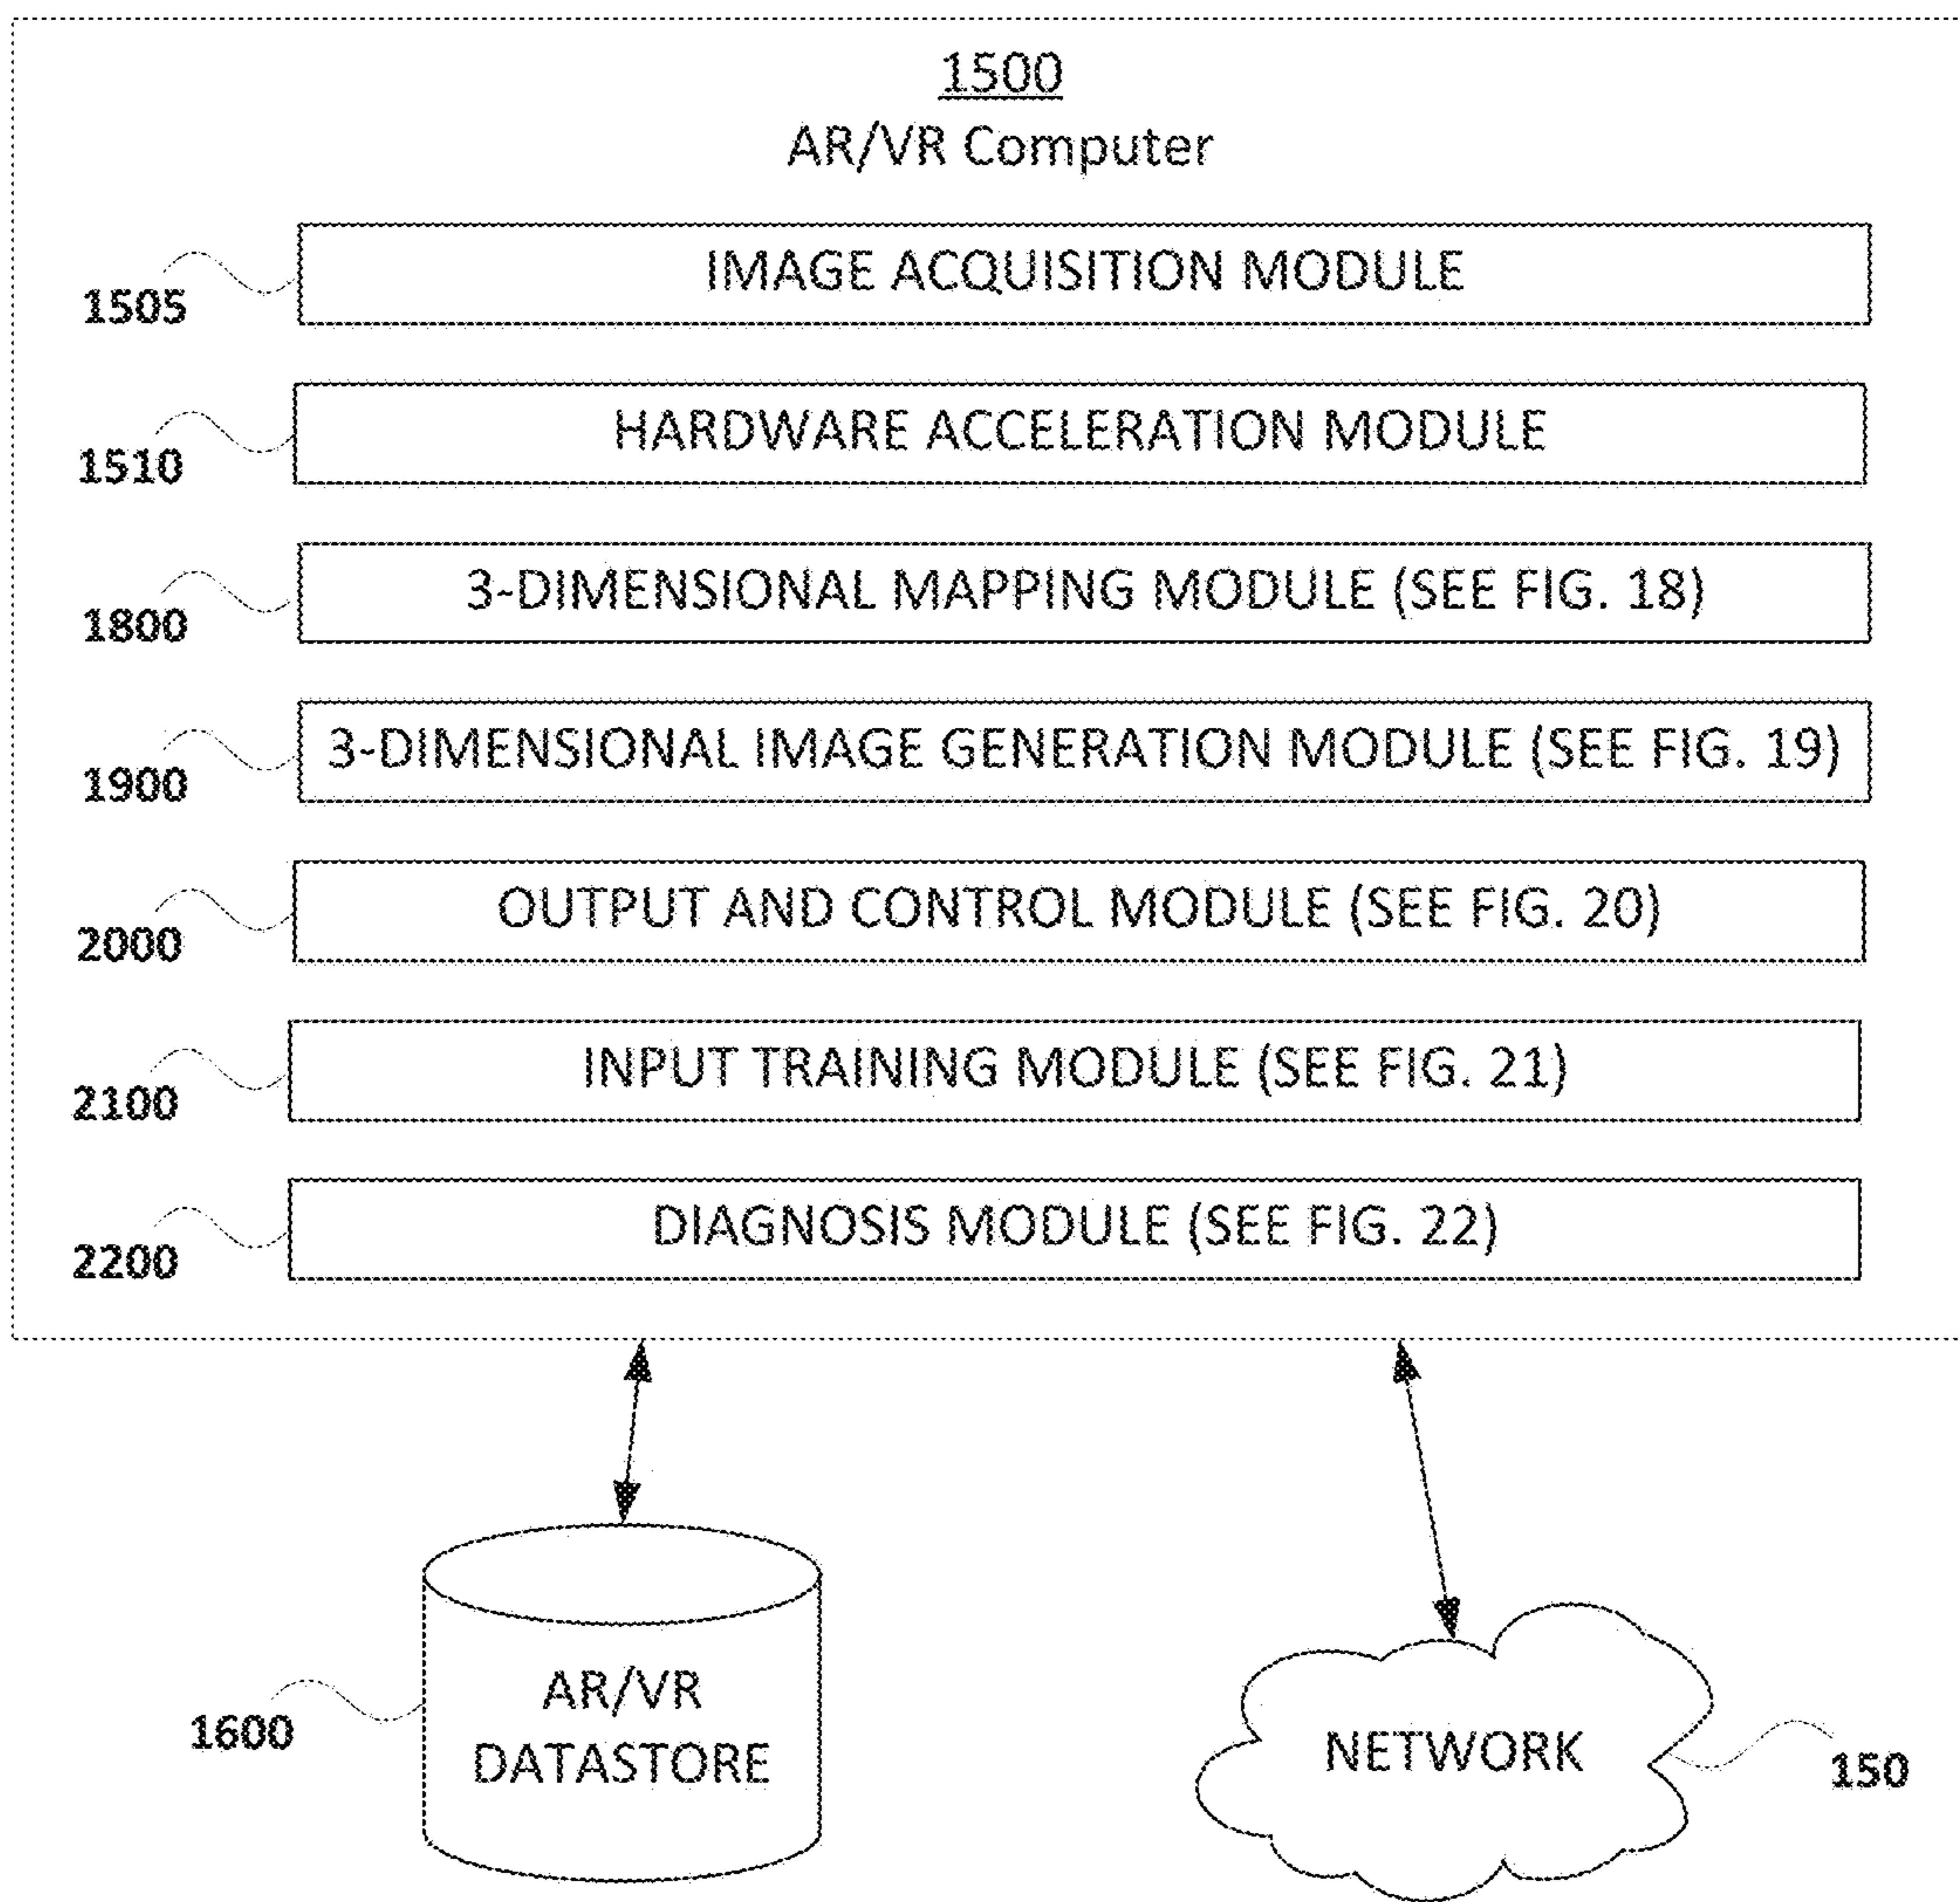 1500
AR/VR Computer
IMAGE ACQUISITION MODULE
1505
HARDWARE ACCELERATION MODULE
1510
3-DIMENSIONAL MAPPING MODULE (SEE FIG. 18)
1800
3-DIMENSIONAL IMAGE GENERATION MODULE (SEE FIG. 19)
1900
OUTPUT AND CONTROL MODULE (SEE FIG. 20)
2000
INPUT TRAINING MODULE (SEE FIG. 21)
2100
DIAGNOSIS MODULE (SEE FIG. 22)
2200
AR/VR
DATASTORE
1600
NETWORK
150